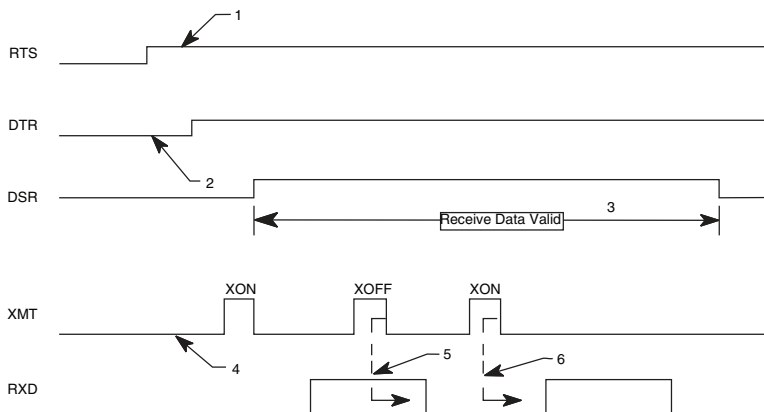 1
RTS
DTR
2
DSR
3
Receive Data Valid
XON XOFF XON
XMT
4
5
6
RXD